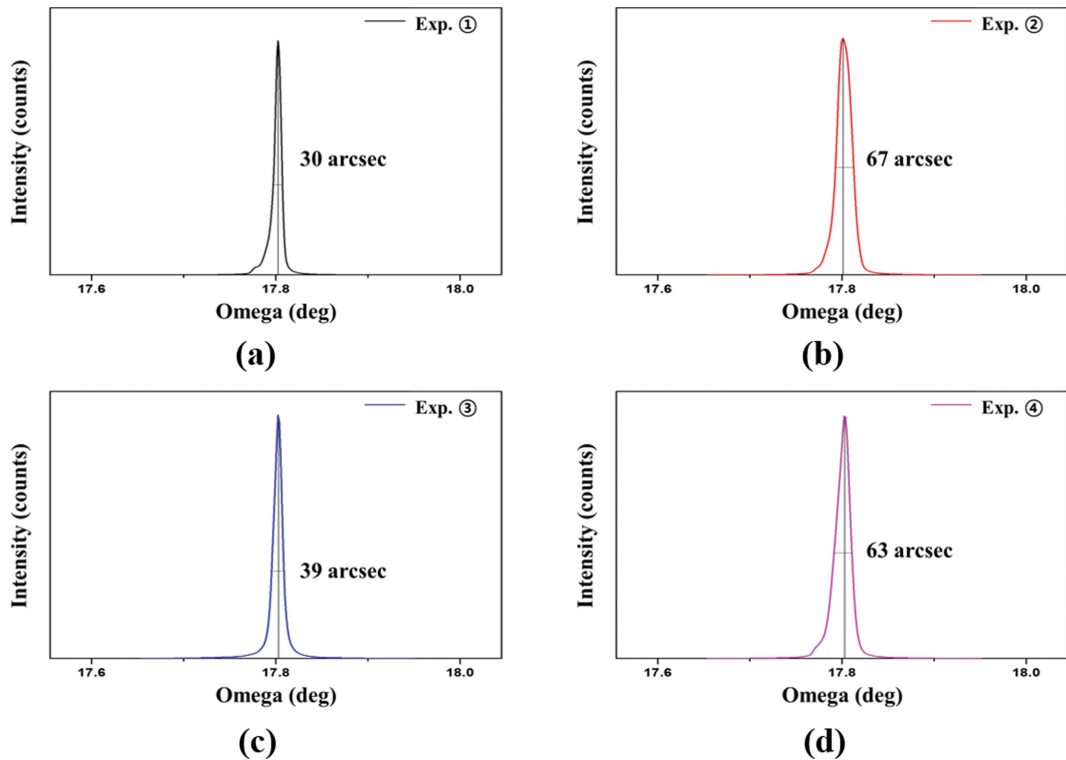 Exp. ①
Intensity (counts)
30 arcsec
17.6
17.8
18.0
Omega (deg)
(a)
Exp. ②
Intensity (counts)
67 arcsec
17.6
17.8
18.0
Omega (deg)
(b)
Exp. ③
Intensity (counts)
39 arcsec
17.6
17.8
18.0
Omega (deg)
(c)
Exp. ④
Intensity (counts)
63 arcsec
17.6
17.8
18.0
Omega (deg)
(d)